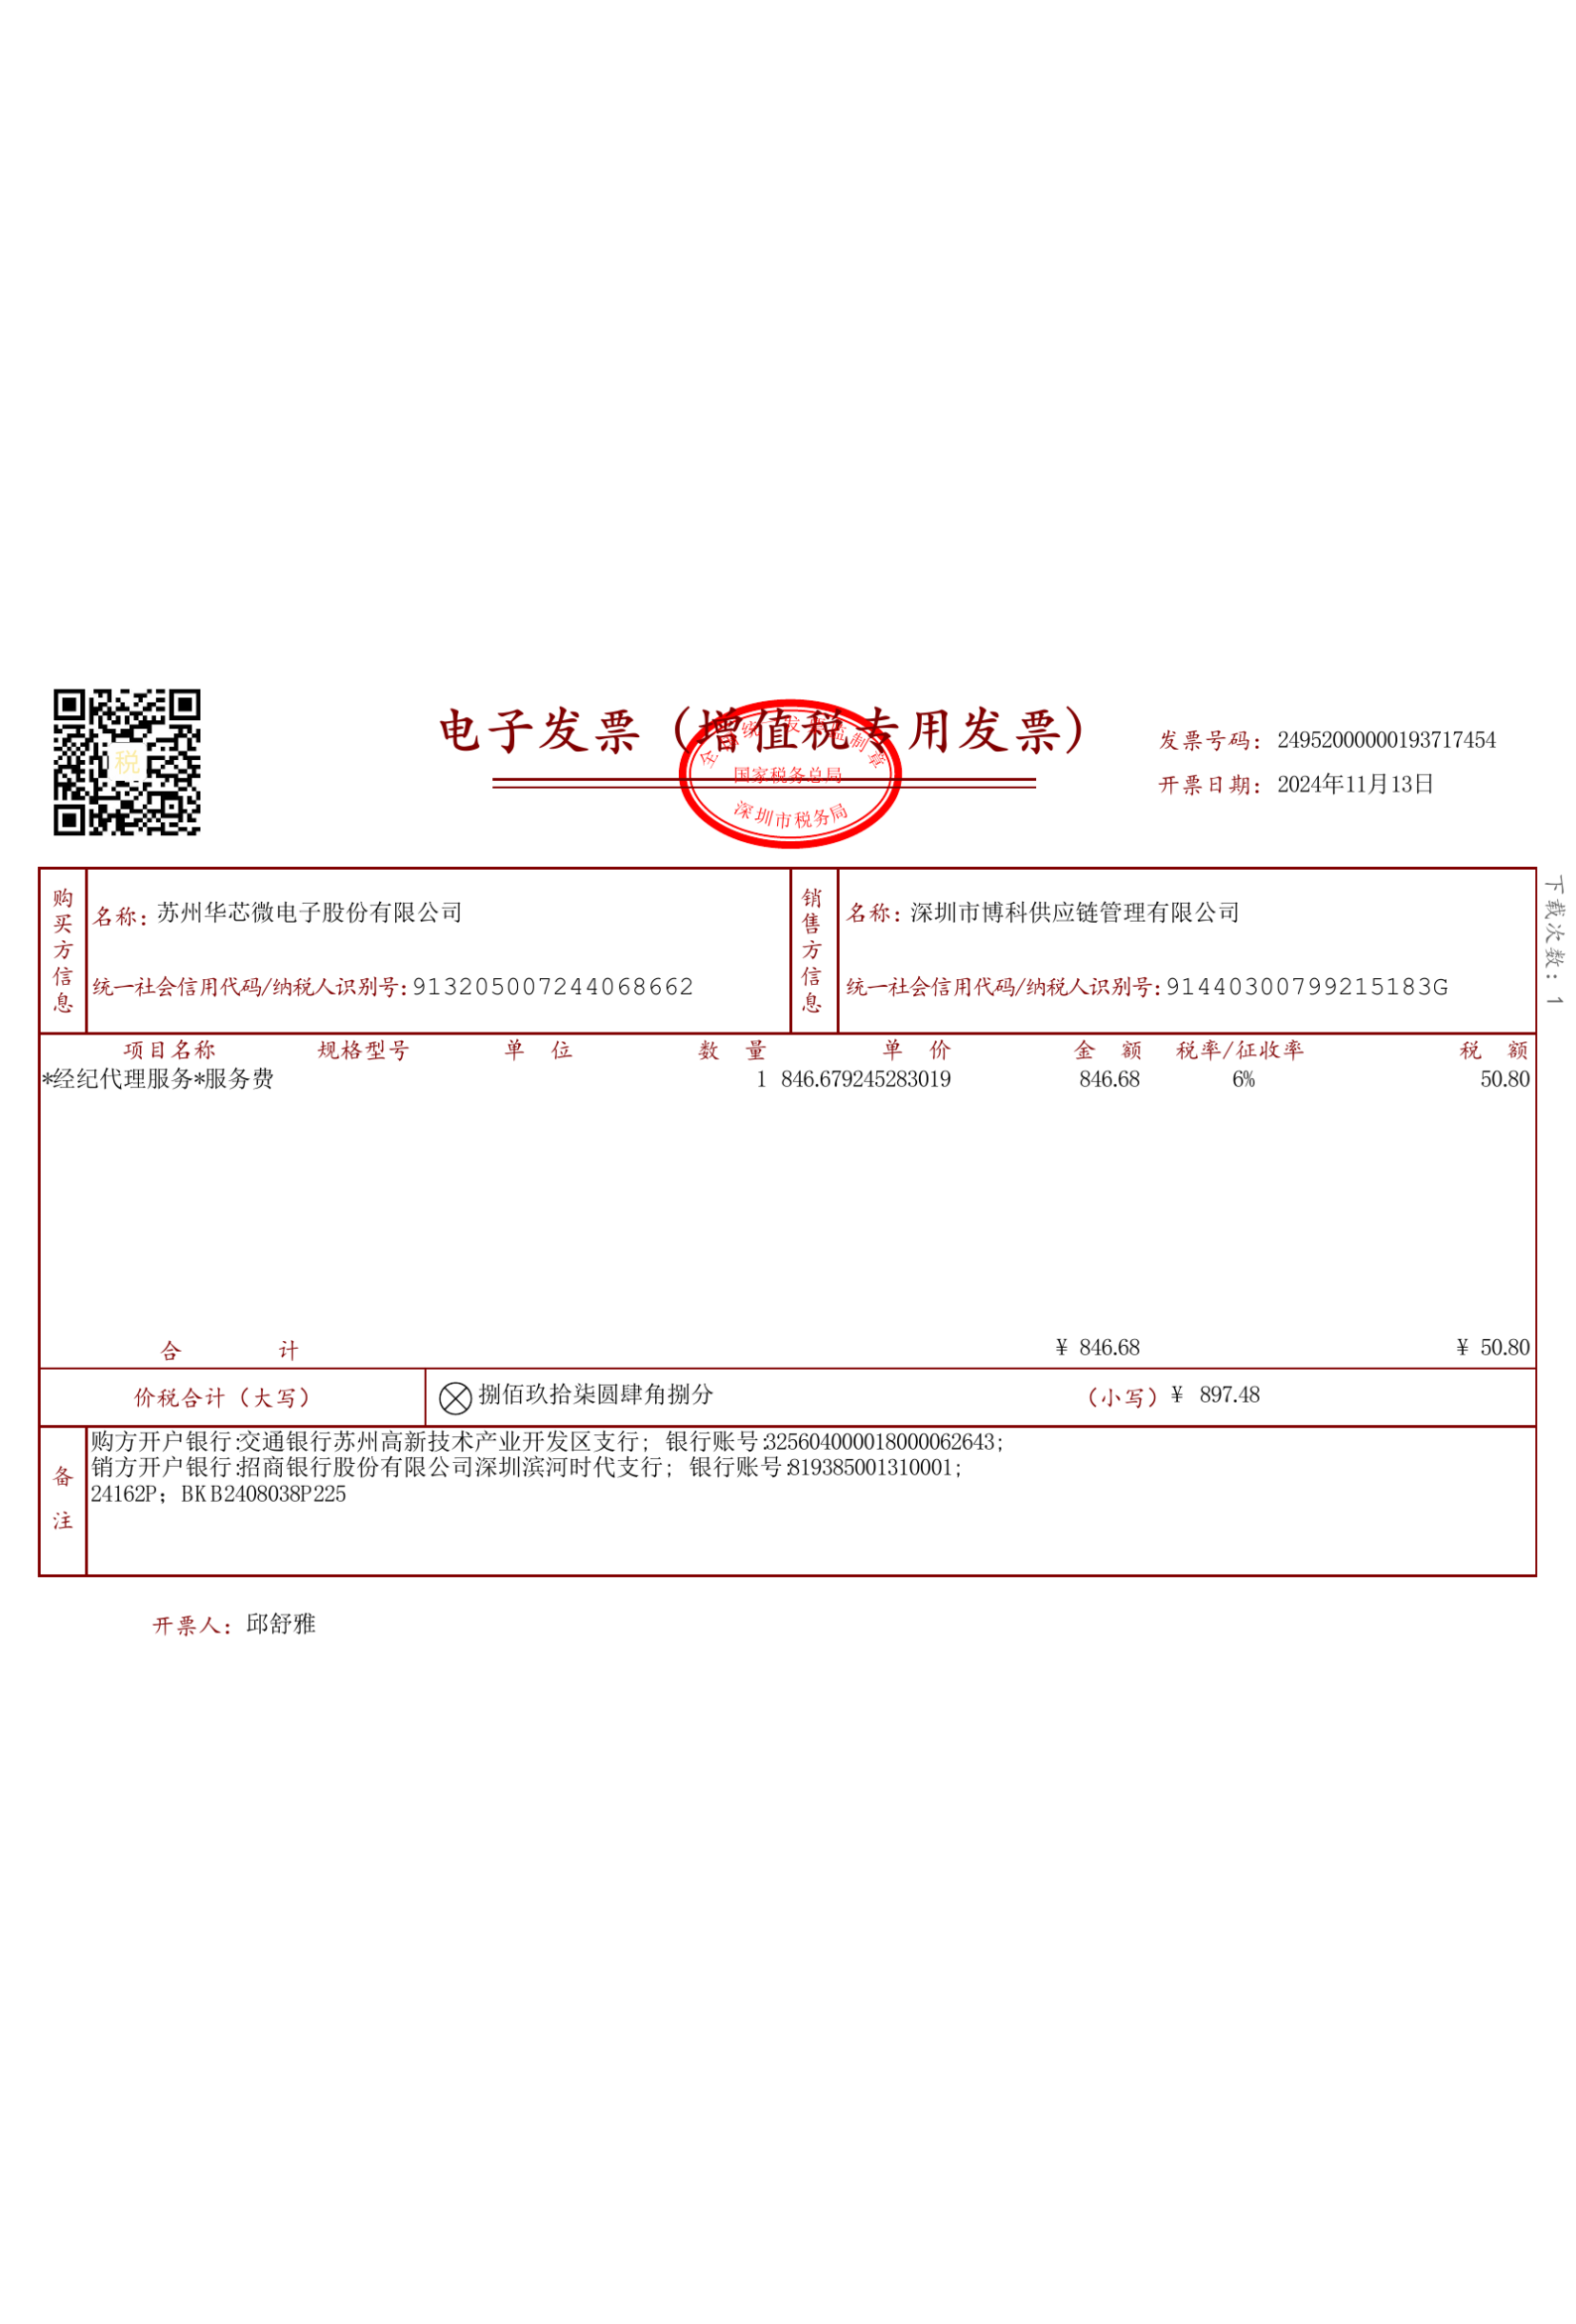 电子发票（增值税专用发票）
全国统一发票监制章
国家税务总局
深圳市税务局
税
发票号码：24952000000193717454
开票日期：2024年11月13日
下载次数：1
购买方信息
名称：苏州华芯微电子股份有限公司
统一社会信用代码/纳税人识别号：913205007244068662
销售方信息
名称：深圳市博科供应链管理有限公司
统一社会信用代码/纳税人识别号：91440300799215183G
项目名称 规格型号 单 位 数 量 单 价 金 额 税率/征收率 税 额
*经纪代理服务*服务费 1 846.679245283019 846.68 6% 50.80
合 计 ¥ 846.68 ¥ 50.80
价税合计（大写） 捌佰玖拾柒圆肆角捌分 （小写）¥ 897.48
备注
购方开户银行:交通银行苏州高新技术产业开发区支行； 银行账号:325604000018000062643;
销方开户银行:招商银行股份有限公司深圳滨河时代支行； 银行账号:819385001310001;
24162P；BKB2408038P225
开票人：邱舒雅